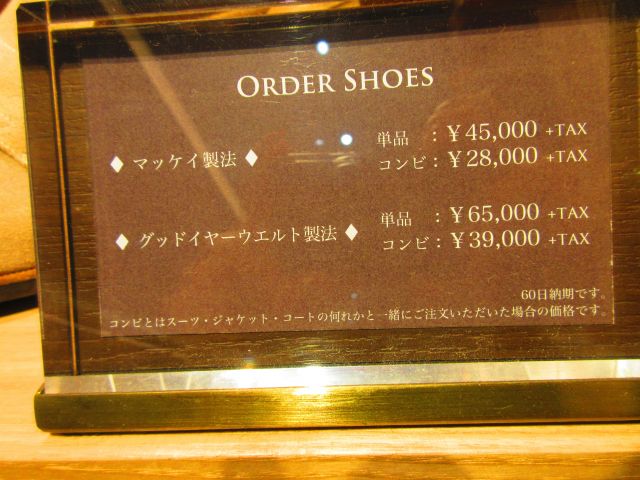 ORDER SHOES
単品 : ¥45,000 +TAX
◆ マッケイ製法 ◆
コンビ : ¥28,000 +TAX
単品 : ¥65,000 +TAX
◆ グッドイヤーウエルト製法 ◆
コンビ : ¥39,000 +TAX
60日納期です。
コンビとはスーツ・ジャケット・コートの何れかと一緒にご注文いただいた場合の価格です。